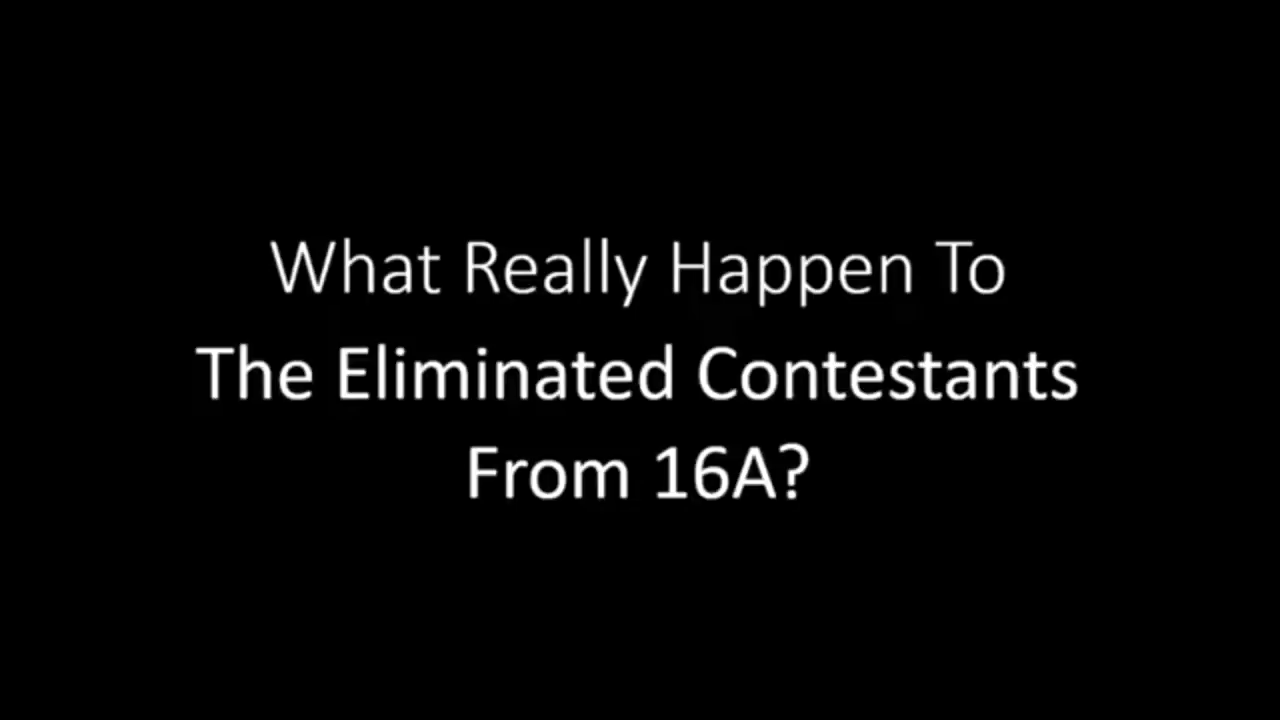 What Really Happen To
The Eliminated Contestants
From 16A?